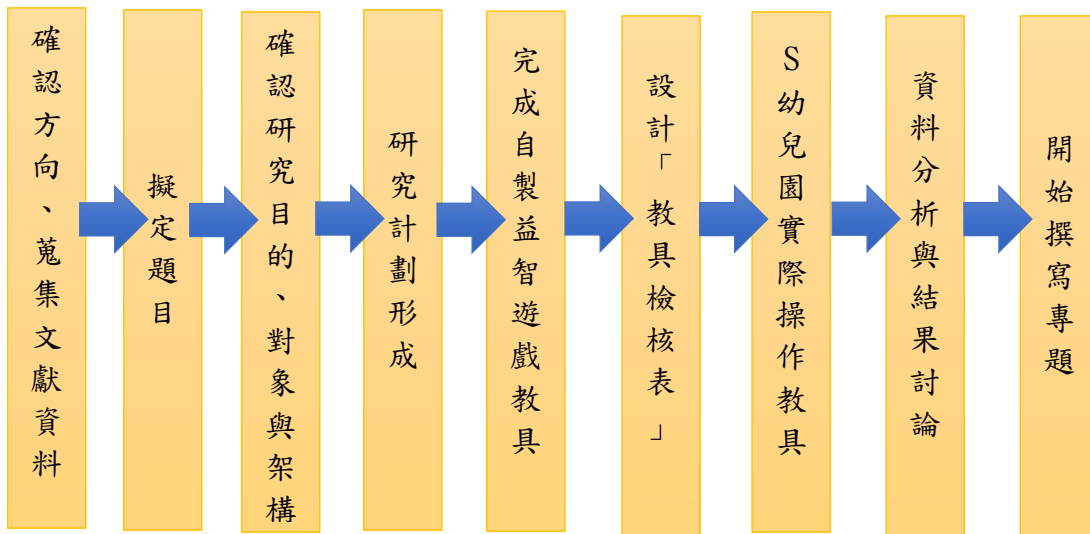 確認方向、蒐集文獻資料
擬定題目
確認研究目的、對象與架構
研究計劃形成
完成自製益智遊戲教具
設計「教具檢核表」
S幼兒園實際操作教具
資料分析與結果討論
開始撰寫專題